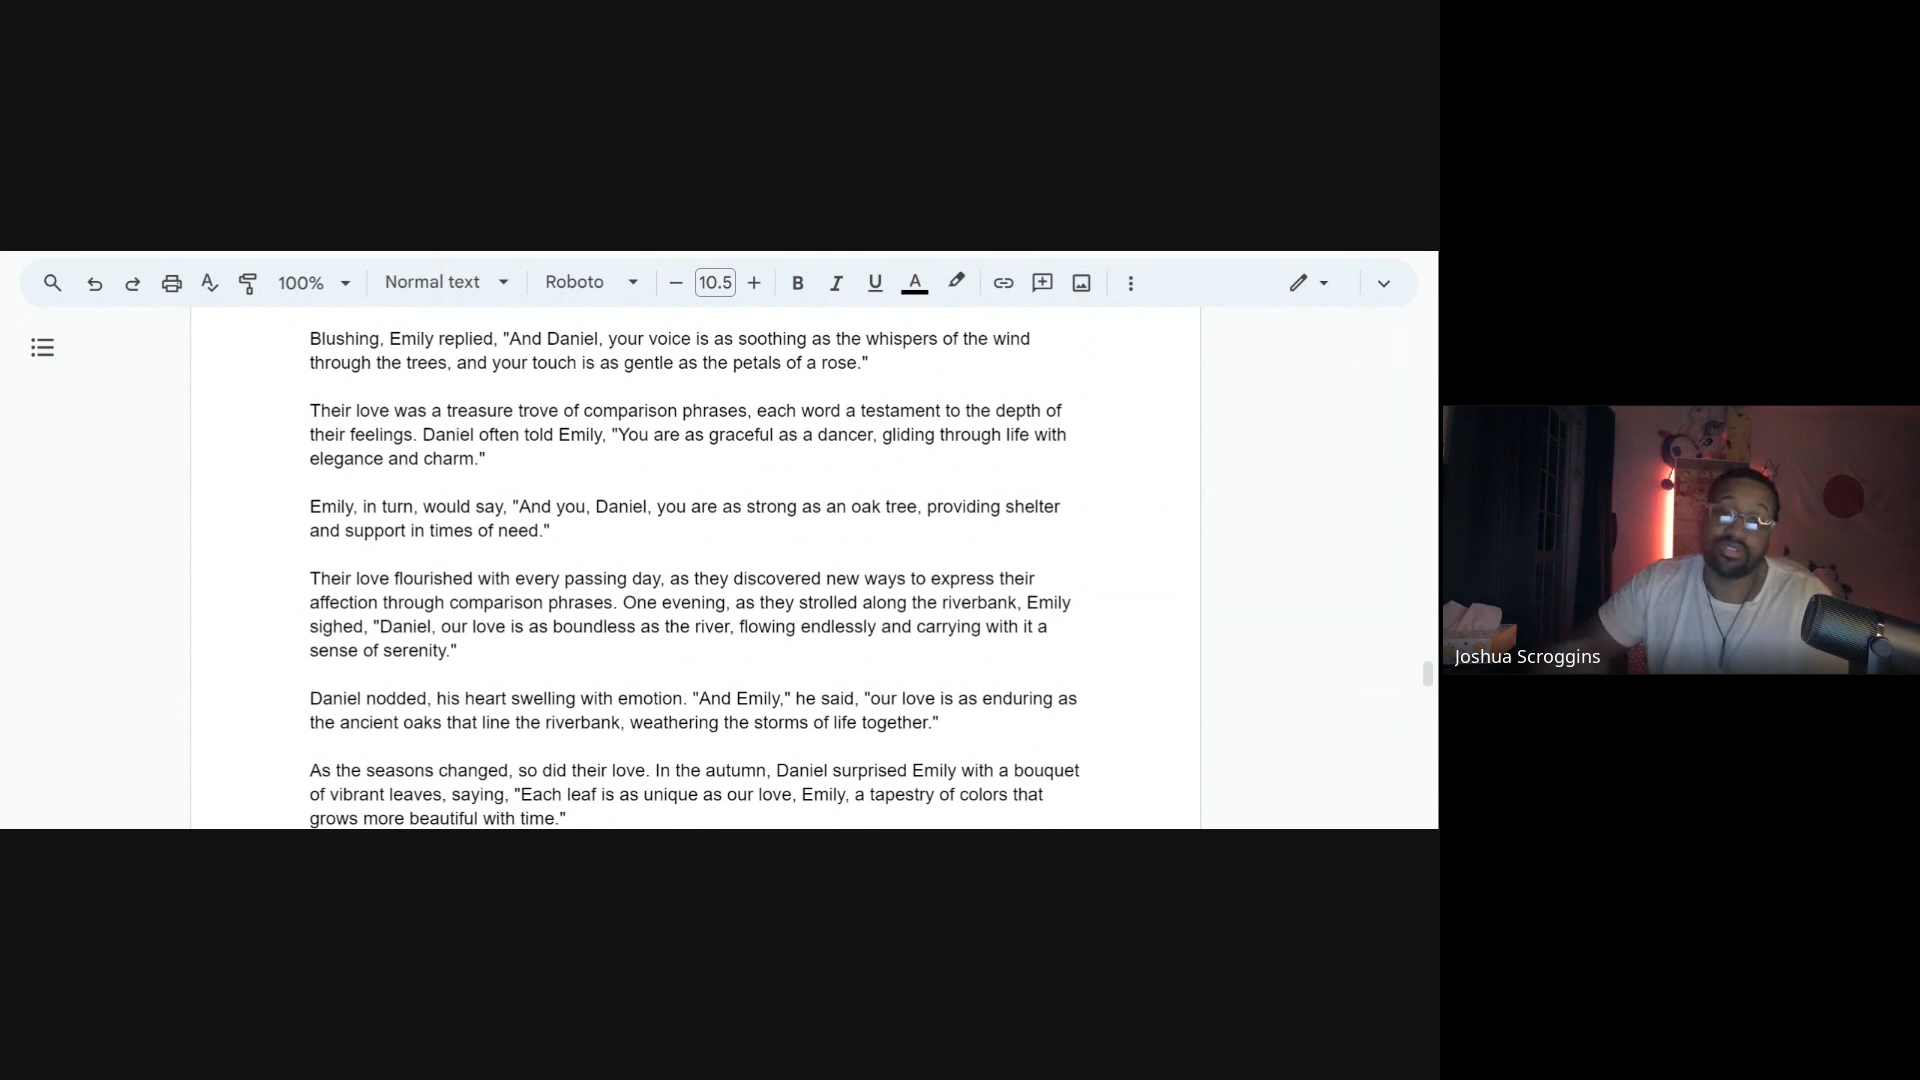 100%
Normal text
Roboto
10.5
B
I
U
A
Blushing, Emily replied, "And Daniel, your voice is as soothing as the whispers of the wind
through the trees, and your touch is as gentle as the petals of a rose."
Their love was a treasure trove of comparison phrases, each word a testament to the depth of
their feelings. Daniel often told Emily, "You are as graceful as a dancer, gliding through life with
elegance and charm."
Emily, in turn, would say, "And you, Daniel, you are as strong as an oak tree, providing shelter
and support in times of need."
Their love flourished with every passing day, as they discovered new ways to express their
affection through comparison phrases. One evening, as they strolled along the riverbank, Emily
sighed, "Daniel, our love is as boundless as the river, flowing endlessly and carrying with it a
sense of serenity."
Daniel nodded, his heart swelling with emotion. "And Emily," he said, "our love is as enduring as
the ancient oaks that line the riverbank, weathering the storms of life together."
As the seasons changed, so did their love. In the autumn, Daniel surprised Emily with a bouquet
of vibrant leaves, saying, "Each leaf is as unique as our love, Emily, a tapestry of colors that
grows more beautiful with time."
Joshua Scroggins